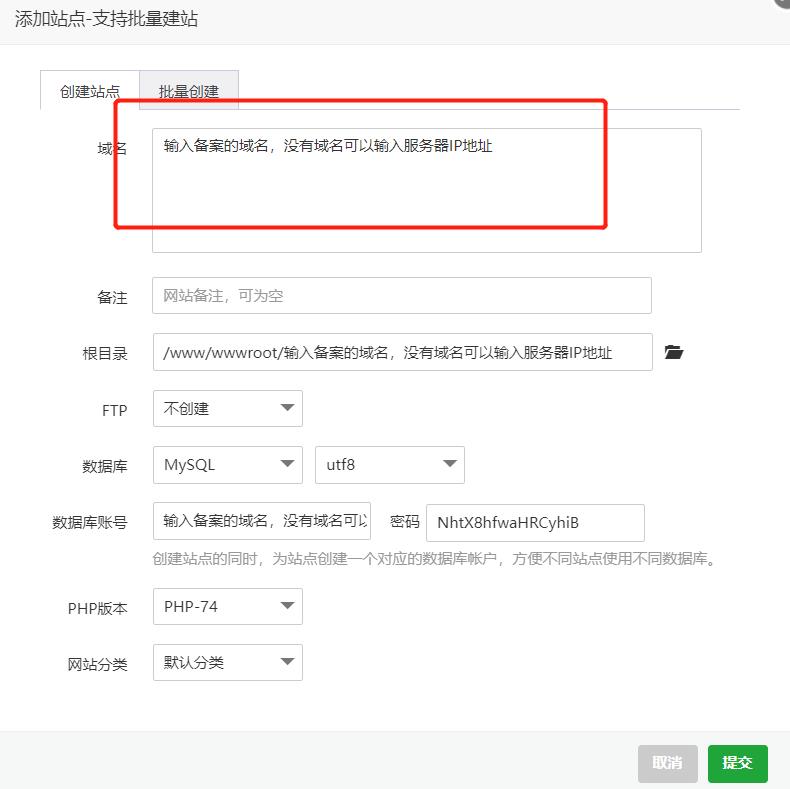 添加站点-支持批量建站
创建站点 批量创建
域名 输入备案的域名，没有域名可以输入服务器IP地址
备注 网站备注，可为空
根目录 /www/wwwroot/输入备案的域名，没有域名可以输入服务器IP地址
FTP 不创建
数据库 MySQL utf8
数据库账号 输入备案的域名，没有域名可以 密码 NhtX8hfwaHRCyhiB
创建站点的同时，为站点创建一个对应的数据库帐户，方便不同站点使用不同数据库。
PHP版本 PHP-74
网站分类 默认分类
取消 提交